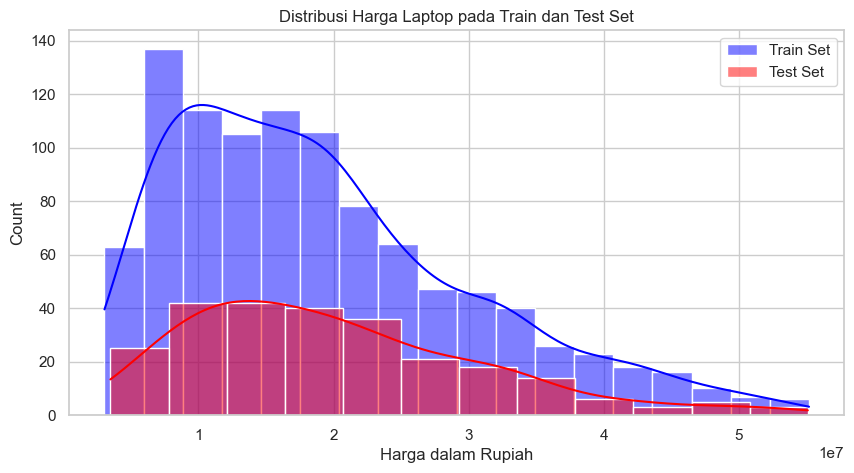 Distribusi Harga Laptop pada Train dan Test Set
Train Set
Test Set
Count
140
120
100
80
60
40
20
0
1 2 3 4 5
1e7
Harga dalam Rupiah